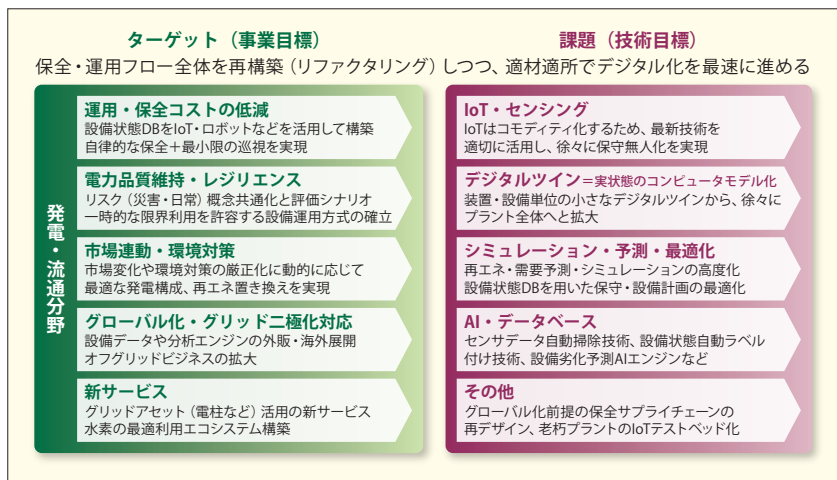 ターゲット（事業目標）
課題（技術目標）
保全・運用フロー全体を再構築（リファクタリング）しつつ、適材適所でデジタル化を最速に進める
発電・流通分野
運用・保全コストの低減
設備状態DBをIoT・ロボットなどを活用して構築
自律的な保全＋最小限の巡視を実現
電力品質維持・レジリエンス
リスク（災害・日常）概念共通化と評価シナリオ
一時的な限界利用を許容する設備運用方式の確立
市場連動・環境対策
市場変化や環境対策の厳正化に動的に応じて
最適な発電構成、再エネ置き換えを実現
グローバル化・グリッド二極化対応
設備データや分析エンジンの外販・海外展開
オフグリッドビジネスの拡大
新サービス
グリッドアセット（電柱など）活用の新サービス
水素の最適利用エコシステム構築
IoT・センシング
IoTはコモディティ化するため、最新技術を
適切に活用し、徐々に保守無人化を実現
デジタルツイン＝実状態のコンピュータモデル化
装置・設備単位の小さなデジタルツインから、徐々に
プラント全体へと拡大
シミュレーション・予測・最適化
再エネ・需要予測・シミュレーションの高度化
設備状態DBを用いた保守・設備計画の最適化
AI・データベース
センサデータ自動掃除技術、設備状態自動ラベル
付け技術、設備劣化予測AIエンジンなど
その他
グローバル化前提の保全サプライチェーンの
再デザイン、老朽プラントのIoTテストベッド化